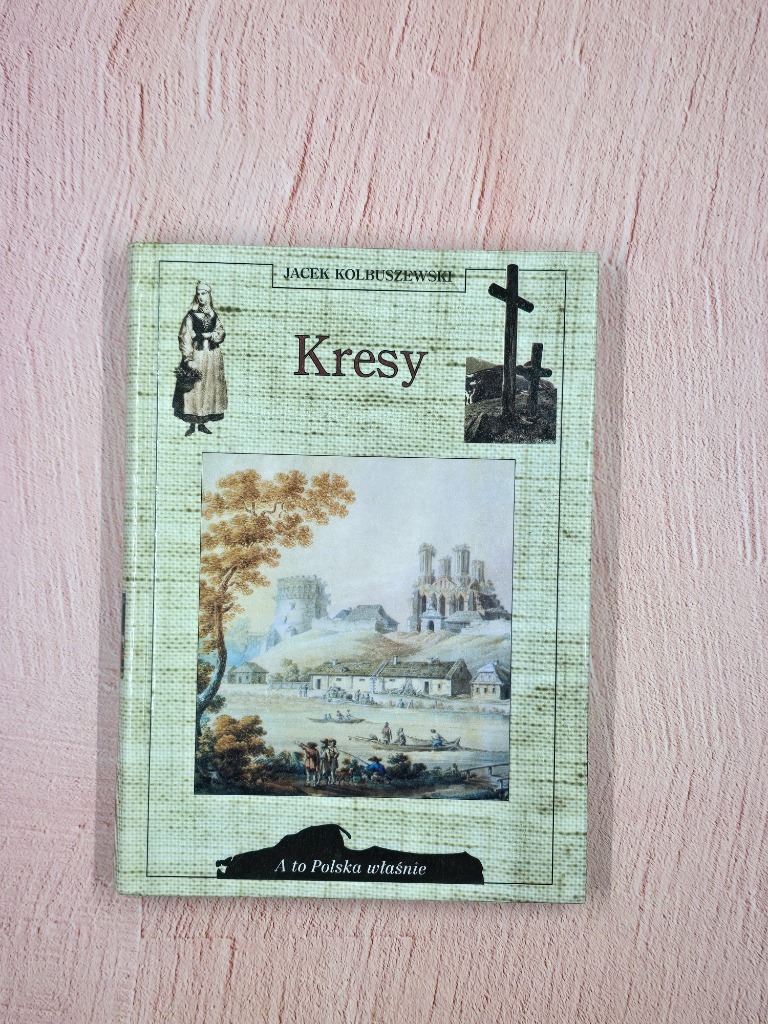 JACEK KOLBUSZEWSKI
Kresy
A to Polska właśnie